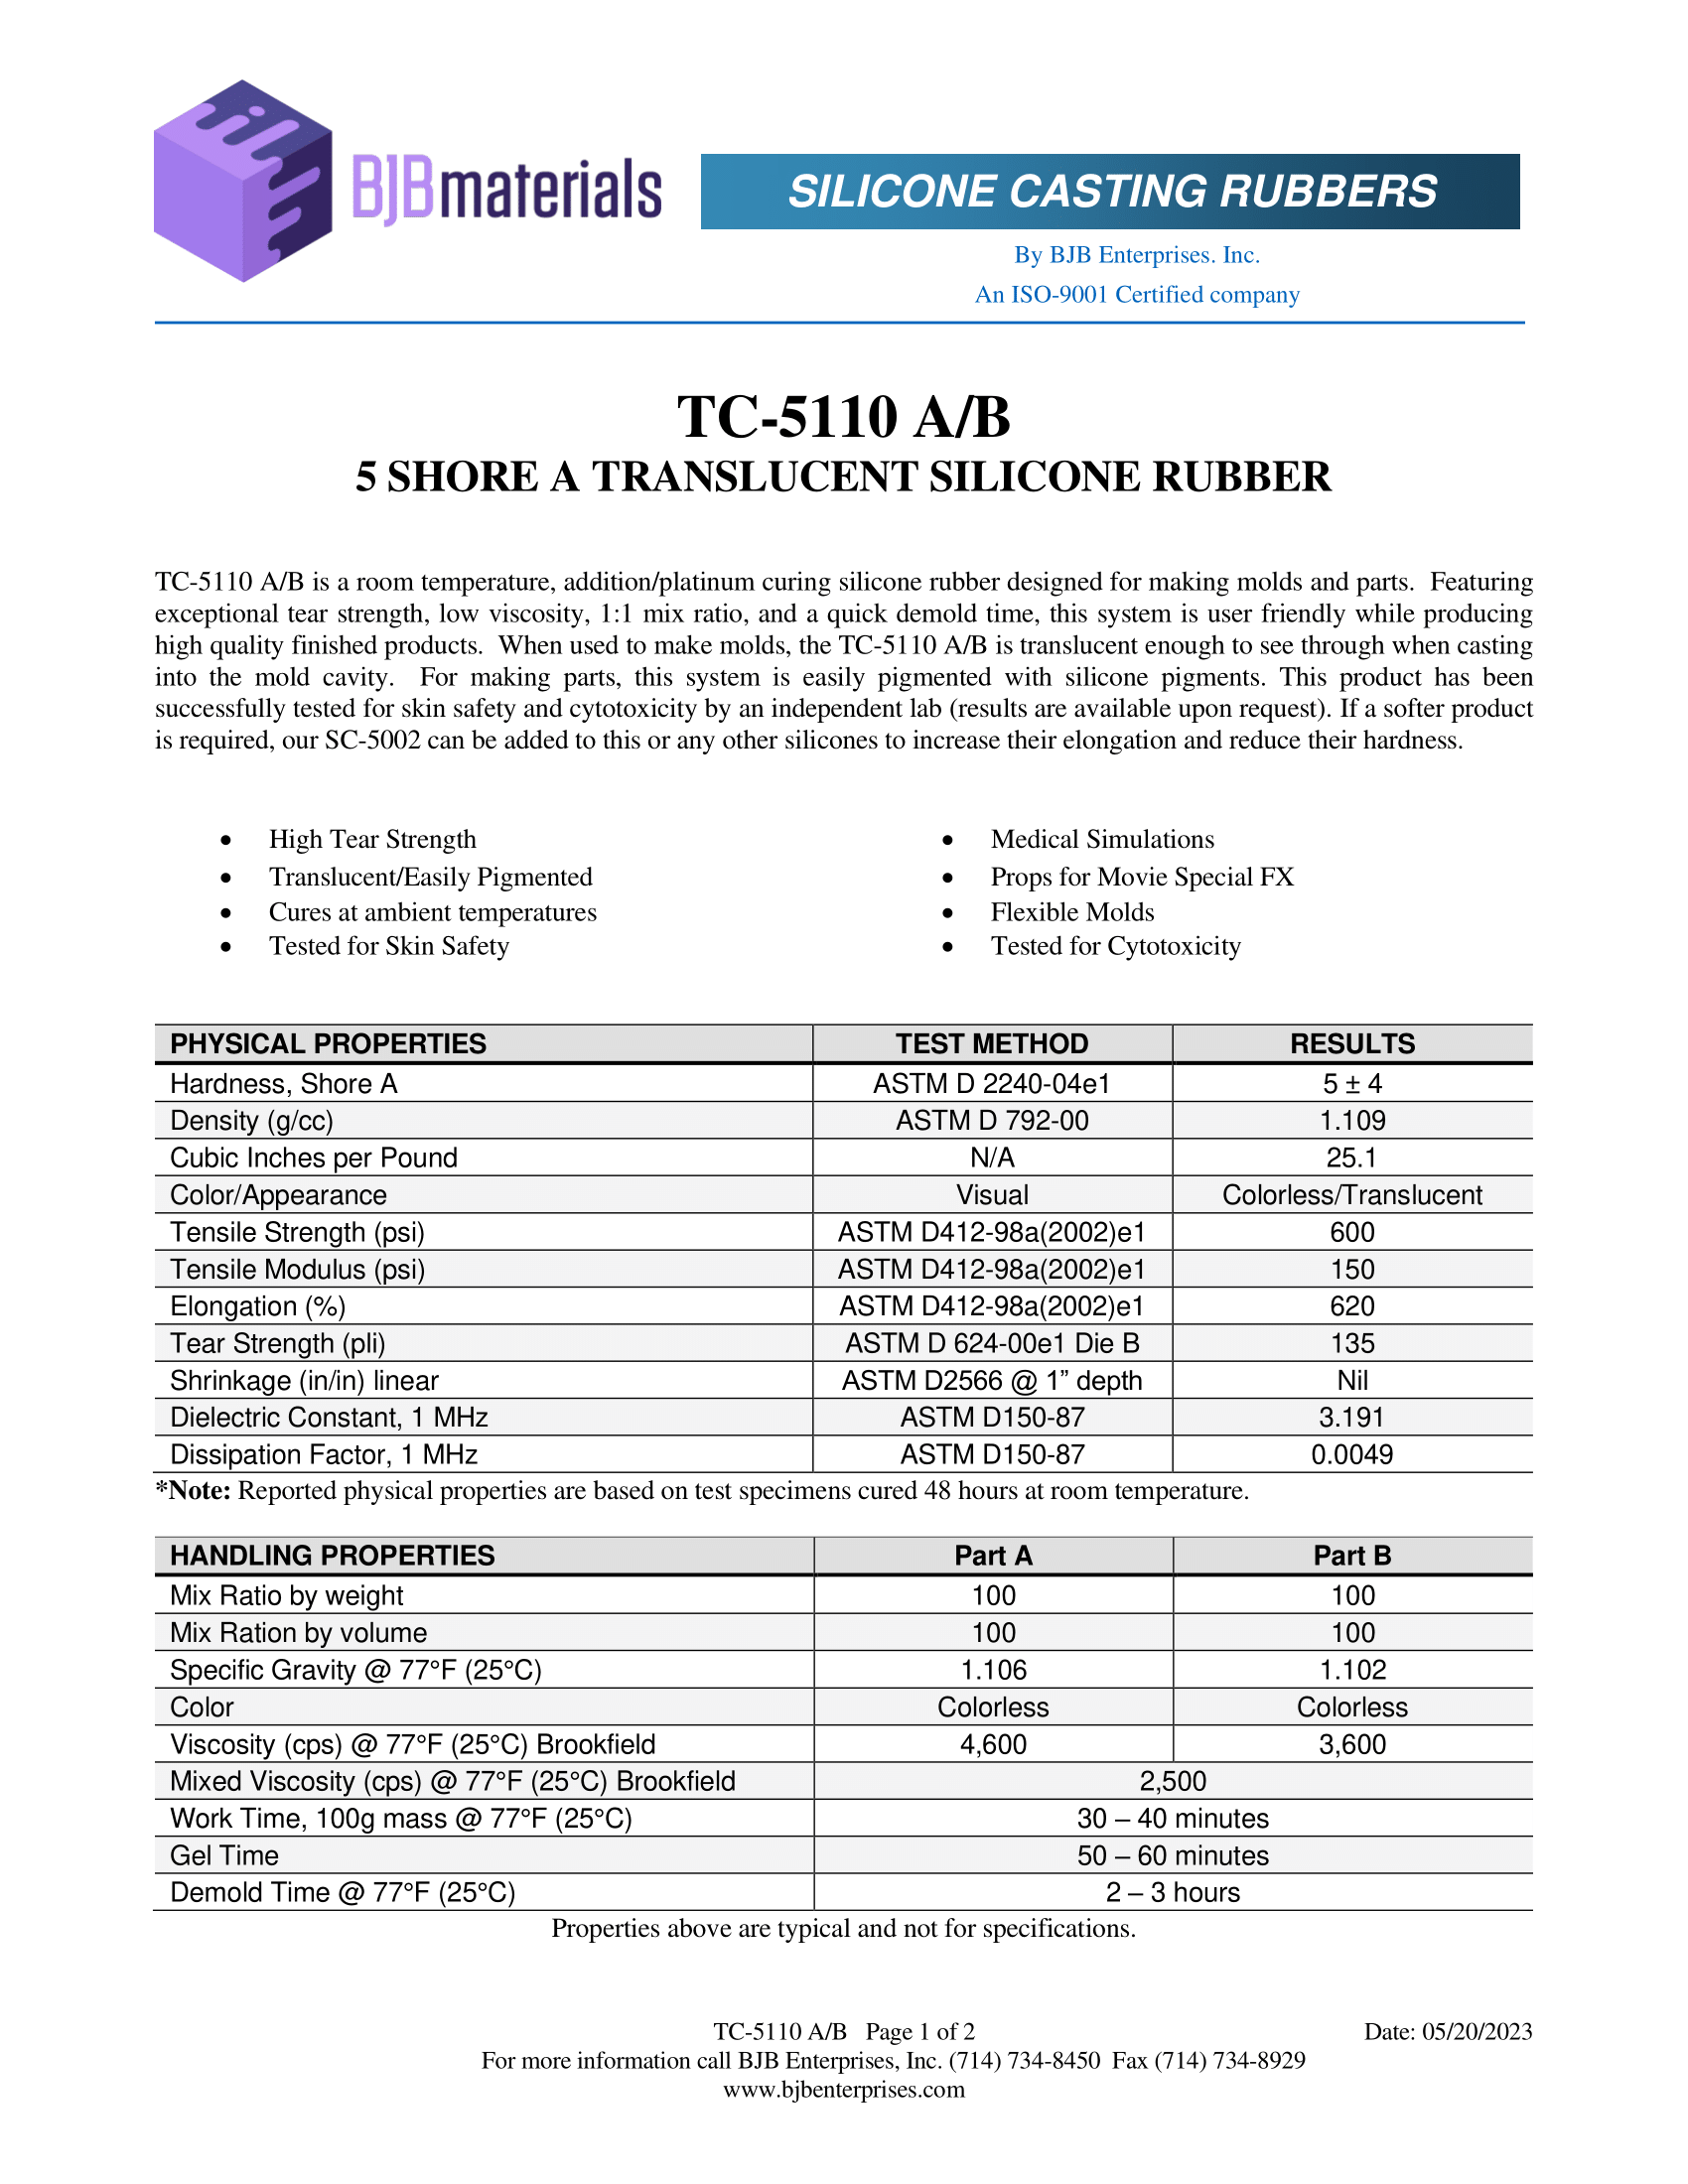 BJBmaterials
SILICONE CASTING RUBBERS
By BJB Enterprises. Inc.
An ISO-9001 Certified company
TC-5110 A/B
5 SHORE A TRANSLUCENT SILICONE RUBBER
TC-5110 A/B is a room temperature, addition/platinum curing silicone rubber designed for making molds and parts. Featuring
exceptional tear strength, low viscosity, 1:1 mix ratio, and a quick demold time, this system is user friendly while producing
high quality finished products. When used to make molds, the TC-5110 A/B is translucent enough to see through when casting
into the mold cavity. For making parts, this system is easily pigmented with silicone pigments. This product has been
successfully tested for skin safety and cytotoxicity by an independent lab (results are available upon request). If a softer product
is required, our SC-5002 can be added to this or any other silicones to increase their elongation and reduce their hardness.
• High Tear Strength
• Translucent/Easily Pigmented
• Cures at ambient temperatures
• Tested for Skin Safety
• Medical Simulations
• Props for Movie Special FX
• Flexible Molds
• Tested for Cytotoxicity
PHYSICAL PROPERTIES TEST METHOD RESULTS
Hardness, Shore A ASTM D 2240-04e1 5 ± 4
Density (g/cc) ASTM D 792-00 1.109
Cubic Inches per Pound N/A 25.1
Color/Appearance Visual Colorless/Translucent
Tensile Strength (psi) ASTM D412-98a(2002)e1 600
Tensile Modulus (psi) ASTM D412-98a(2002)e1 150
Elongation (%) ASTM D412-98a(2002)e1 620
Tear Strength (pli) ASTM D 624-00e1 Die B 135
Shrinkage (in/in) linear ASTM D2566 @ 1” depth Nil
Dielectric Constant, 1 MHz ASTM D150-87 3.191
Dissipation Factor, 1 MHz ASTM D150-87 0.0049
*Note: Reported physical properties are based on test specimens cured 48 hours at room temperature.
HANDLING PROPERTIES Part A Part B
Mix Ratio by weight 100 100
Mix Ration by volume 100 100
Specific Gravity @ 77°F (25°C) 1.106 1.102
Color Colorless Colorless
Viscosity (cps) @ 77°F (25°C) Brookfield 4,600 3,600
Mixed Viscosity (cps) @ 77°F (25°C) Brookfield 2,500
Work Time, 100g mass @ 77°F (25°C) 30 – 40 minutes
Gel Time 50 – 60 minutes
Demold Time @ 77°F (25°C) 2 – 3 hours
Properties above are typical and not for specifications.
TC-5110 A/B Page 1 of 2 Date: 05/20/2023
For more information call BJB Enterprises, Inc. (714) 734-8450 Fax (714) 734-8929
www.bjbenterprises.com